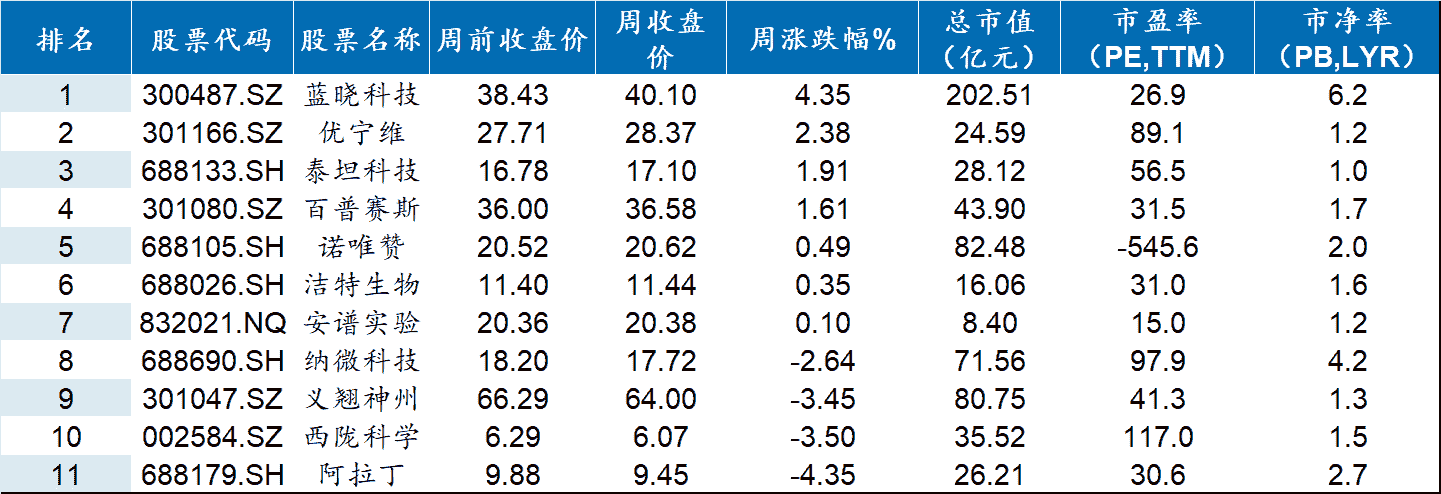 排名 股票代码 股票名称 周前收盘价 周收盘价 周涨跌幅% 总市值（亿元） 市盈率（PE,TTM） 市净率（PB,LYR）
1 300487.SZ 蓝晓科技 38.43 40.10 4.35 202.51 26.9 6.2
2 301166.SZ 优宁维 27.71 28.37 2.38 24.59 89.1 1.2
3 688133.SH 泰坦科技 16.78 17.10 1.91 28.12 56.5 1.0
4 301080.SZ 百普赛斯 36.00 36.58 1.61 43.90 31.5 1.7
5 688105.SH 诺唯赞 20.52 20.62 0.49 82.48 -545.6 2.0
6 688026.SH 洁特生物 11.40 11.44 0.35 16.06 31.0 1.6
7 832021.NQ 安谱实验 20.36 20.38 0.10 8.40 15.0 1.2
8 688690.SH 纳微科技 18.20 17.72 -2.64 71.56 97.9 4.2
9 301047.SZ 义翘神州 66.29 64.00 -3.45 80.75 41.3 1.3
10 002584.SZ 西陇科学 6.29 6.07 -3.50 35.52 117.0 1.5
11 688179.SH 阿拉丁 9.88 9.45 -4.35 26.21 30.6 2.7